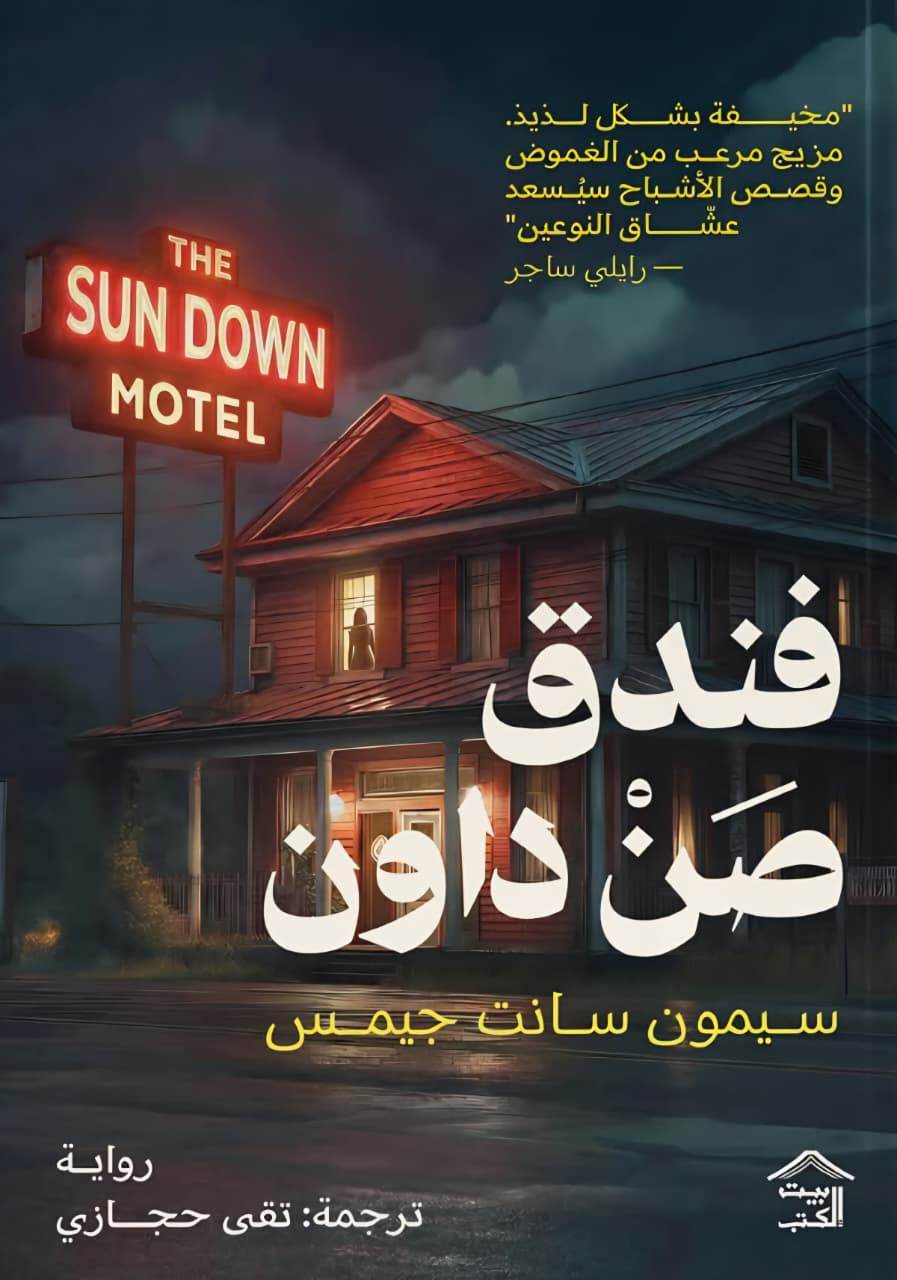 "مخيفة بشكل لذيذ.
مزيج مرعب من الغموض
وقصص الأشباح سيُسعد
عشّاق النوعين"
— رايلي ساجر
THE
SUN DOWN
MOTEL
فندق
صَنْ داون
سيمون سانت جيمس
رواية
ترجمة: تقى حجازي
بيت
الكتب